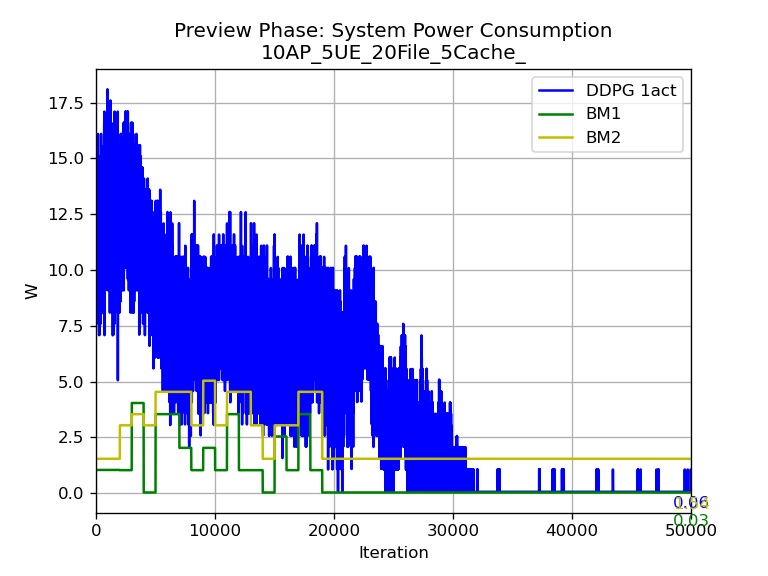 Preview Phase: System Power Consumption
10AP_5UE_20File_5Cache_
DDPG 1act
BM1
BM2
17.5
15.0
12.5
10.0
7.5
5.0
2.5
0.0
W
0.06
0.03
0
10000
20000
30000
40000
50000
Iteration